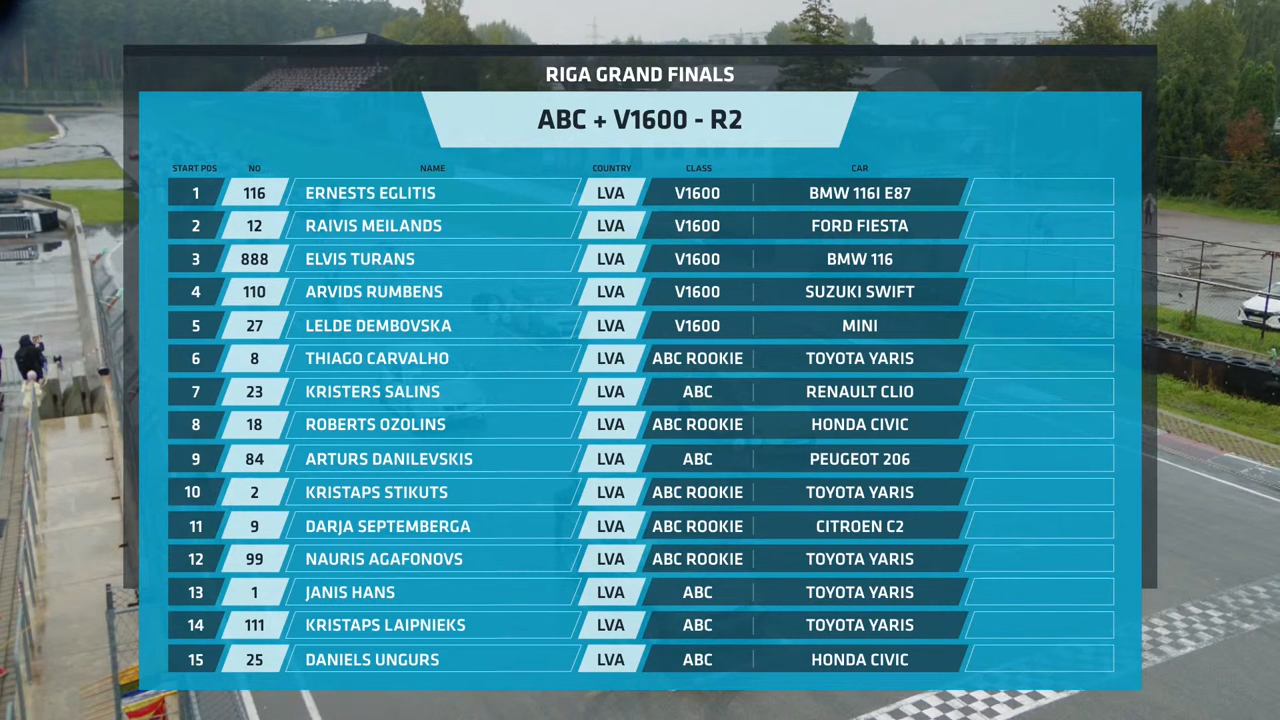 RIGA GRAND FINALS
ABC + V1600 - R2
START POS NO NAME COUNTRY CLASS CAR
1 116 ERNESTS EGLITIS LVA V1600 BMW 116I E87
2 12 RAIVIS MEILANDS LVA V1600 FORD FIESTA
3 888 ELVIS TURANS LVA V1600 BMW 116
4 110 ARVIDS RUMBENS LVA V1600 SUZUKI SWIFT
5 27 LELDE DEMBOVSKA LVA V1600 MINI
6 8 THIAGO CARVALHO LVA ABC ROOKIE TOYOTA YARIS
7 23 KRISTERS SALINS LVA ABC RENAULT CLIO
8 18 ROBERTS OZOLINS LVA ABC ROOKIE HONDA CIVIC
9 84 ARTURS DANILEVSKIS LVA ABC PEUGEOT 206
10 2 KRISTAPS STIKUTS LVA ABC ROOKIE TOYOTA YARIS
11 9 DARJA SEPTEMBERGA LVA ABC ROOKIE CITROEN C2
12 99 NAURIS AGAFONOVS LVA ABC ROOKIE TOYOTA YARIS
13 1 JANIS HANS LVA ABC TOYOTA YARIS
14 111 KRISTAPS LAIPNIEKS LVA ABC TOYOTA YARIS
15 25 DANIELS UNGURS LVA ABC HONDA CIVIC